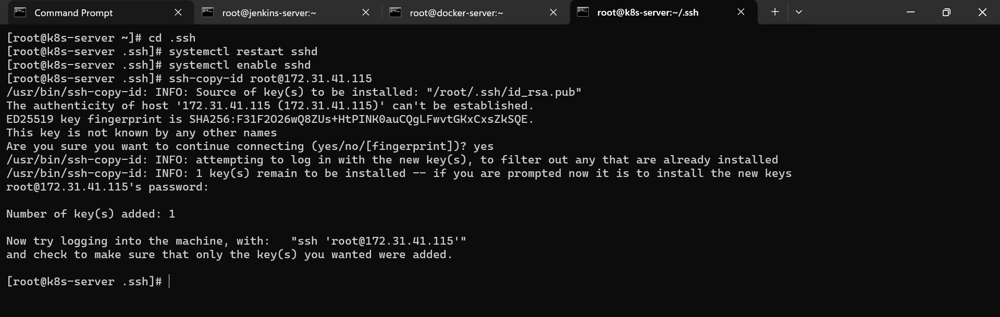 Command Prompt
root@jenkins-server:~
root@docker-server:~
root@k8s-server:~/.ssh
[root@k8s-server ~]# cd .ssh
[root@k8s-server .ssh]# systemctl restart sshd
[root@k8s-server .ssh]# systemctl enable sshd
[root@k8s-server .ssh]# ssh-copy-id root@172.31.41.115
/usr/bin/ssh-copy-id: INFO: Source of key(s) to be installed: "/root/.ssh/id_rsa.pub"
The authenticity of host '172.31.41.115 (172.31.41.115)' can't be established.
ED25519 key fingerprint is SHA256:F31F2O26wQ8ZUs+HtPINK0auCQgLFwvtGKxCxsZkSQE.
This key is not known by any other names
Are you sure you want to continue connecting (yes/no/[fingerprint])? yes
/usr/bin/ssh-copy-id: INFO: attempting to log in with the new key(s), to filter out any that are already installed
/usr/bin/ssh-copy-id: INFO: 1 key(s) remain to be installed -- if you are prompted now it is to install the new keys
root@172.31.41.115's password:
Number of key(s) added: 1
Now try logging into the machine, with:   "ssh 'root@172.31.41.115'"
and check to make sure that only the key(s) you wanted were added.
[root@k8s-server .ssh]#